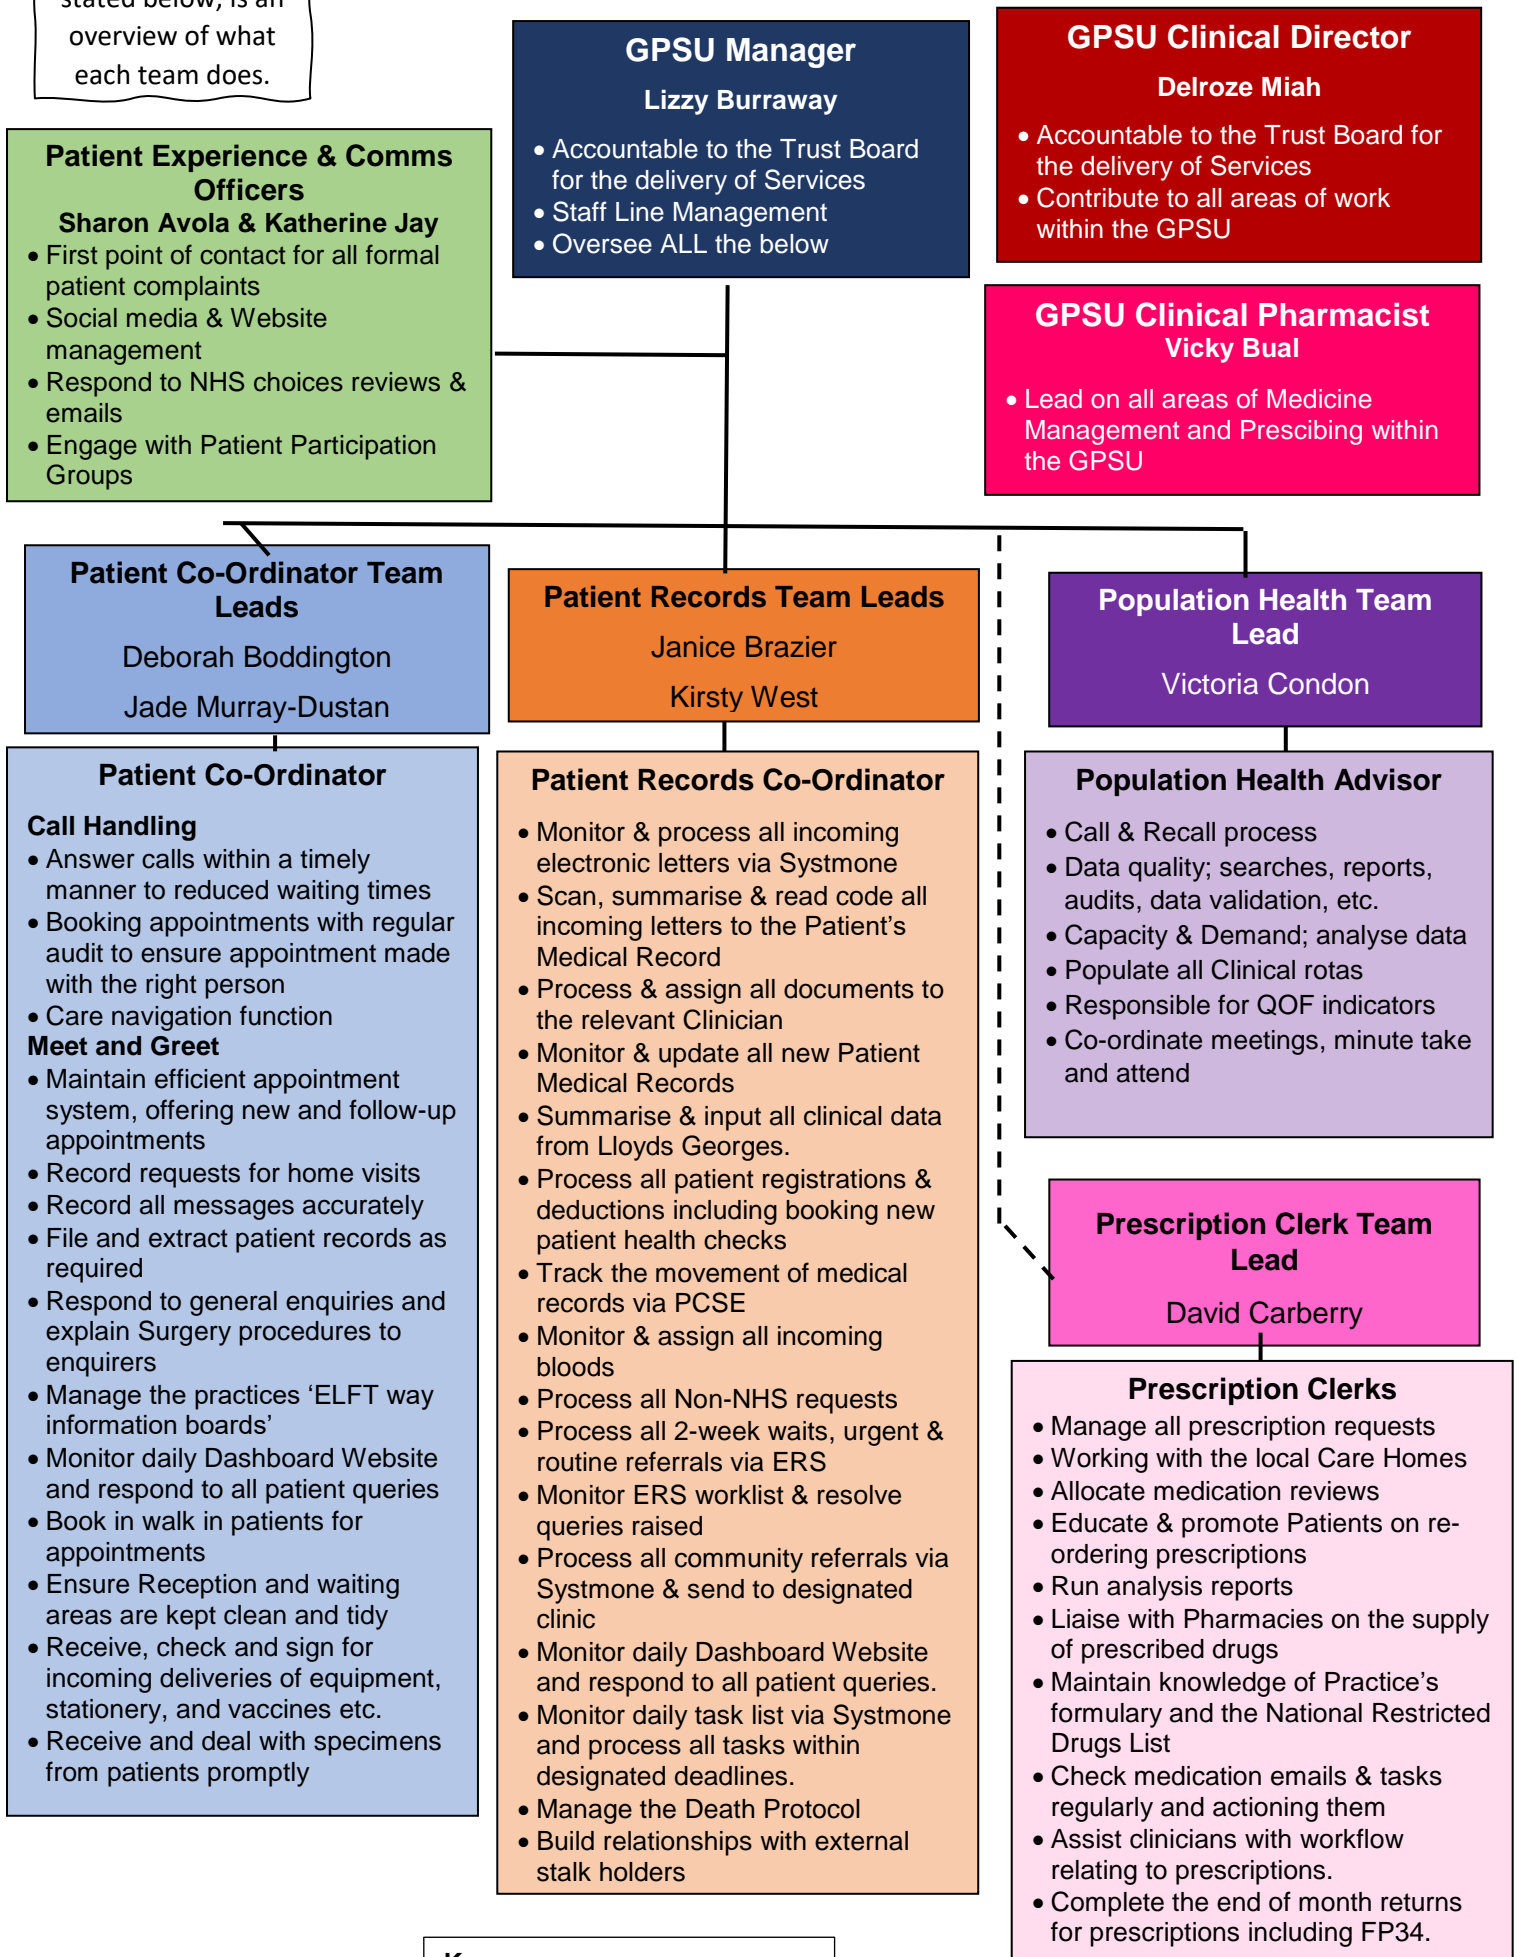 stated below, is an
overview of what
each team does.
GPSU Manager
Lizzy Burraway
• Accountable to the Trust Board
for the delivery of Services
• Staff Line Management
• Oversee ALL the below
GPSU Clinical Director
Delroze Miah
• Accountable to the Trust Board for
the delivery of Services
• Contribute to all areas of work
within the GPSU
Patient Experience & Comms
Officers
Sharon Avola & Katherine Jay
• First point of contact for all formal
patient complaints
• Social media & Website
management
• Respond to NHS choices reviews &
emails
• Engage with Patient Participation
Groups
GPSU Clinical Pharmacist
Vicky Bual
• Lead on all areas of Medicine
Management and Prescibing within
the GPSU
Patient Co-Ordinator Team
Leads
Deborah Boddington
Jade Murray-Dustan
Patient Records Team Leads
Janice Brazier
Kirsty West
Population Health Team
Lead
Victoria Condon
Patient Co-Ordinator
Call Handling
• Answer calls within a timely
manner to reduced waiting times
• Booking appointments with regular
audit to ensure appointment made
with the right person
• Care navigation function
Meet and Greet
• Maintain efficient appointment
system, offering new and follow-up
appointments
• Record requests for home visits
• Record all messages accurately
• File and extract patient records as
required
• Respond to general enquiries and
explain Surgery procedures to
enquirers
• Manage the practices ‘ELFT way
information boards’
• Monitor daily Dashboard Website
and respond to all patient queries
• Book in walk in patients for
appointments
• Ensure Reception and waiting
areas are kept clean and tidy
• Receive, check and sign for
incoming deliveries of equipment,
stationery, and vaccines etc.
• Receive and deal with specimens
from patients promptly
Patient Records Co-Ordinator
• Monitor & process all incoming
electronic letters via Systmone
• Scan, summarise & read code all
incoming letters to the Patient’s
Medical Record
• Process & assign all documents to
the relevant Clinician
• Monitor & update all new Patient
Medical Records
• Summarise & input all clinical data
from Lloyds Georges.
• Process all patient registrations &
deductions including booking new
patient health checks
• Track the movement of medical
records via PCSE
• Monitor & assign all incoming
bloods
• Process all Non-NHS requests
• Process all 2-week waits, urgent &
routine referrals via ERS
• Monitor ERS worklist & resolve
queries raised
• Process all community referrals via
Systmone & send to designated
clinic
• Monitor daily Dashboard Website
and respond to all patient queries.
• Monitor daily task list via Systmone
and process all tasks within
designated deadlines.
• Manage the Death Protocol
• Build relationships with external
stalk holders
Population Health Advisor
• Call & Recall process
• Data quality; searches, reports,
audits, data validation, etc.
• Capacity & Demand; analyse data
• Populate all Clinical rotas
• Responsible for QOF indicators
• Co-ordinate meetings, minute take
and attend
Prescription Clerk Team
Lead
David Carberry
Prescription Clerks
• Manage all prescription requests
• Working with the local Care Homes
• Allocate medication reviews
• Educate & promote Patients on re-
ordering prescriptions
• Run analysis reports
• Liaise with Pharmacies on the supply
of prescribed drugs
• Maintain knowledge of Practice’s
formulary and the National Restricted
Drugs List
• Check medication emails & tasks
regularly and actioning them
• Assist clinicians with workflow
relating to prescriptions.
• Complete the end of month returns
for prescriptions including FP34.